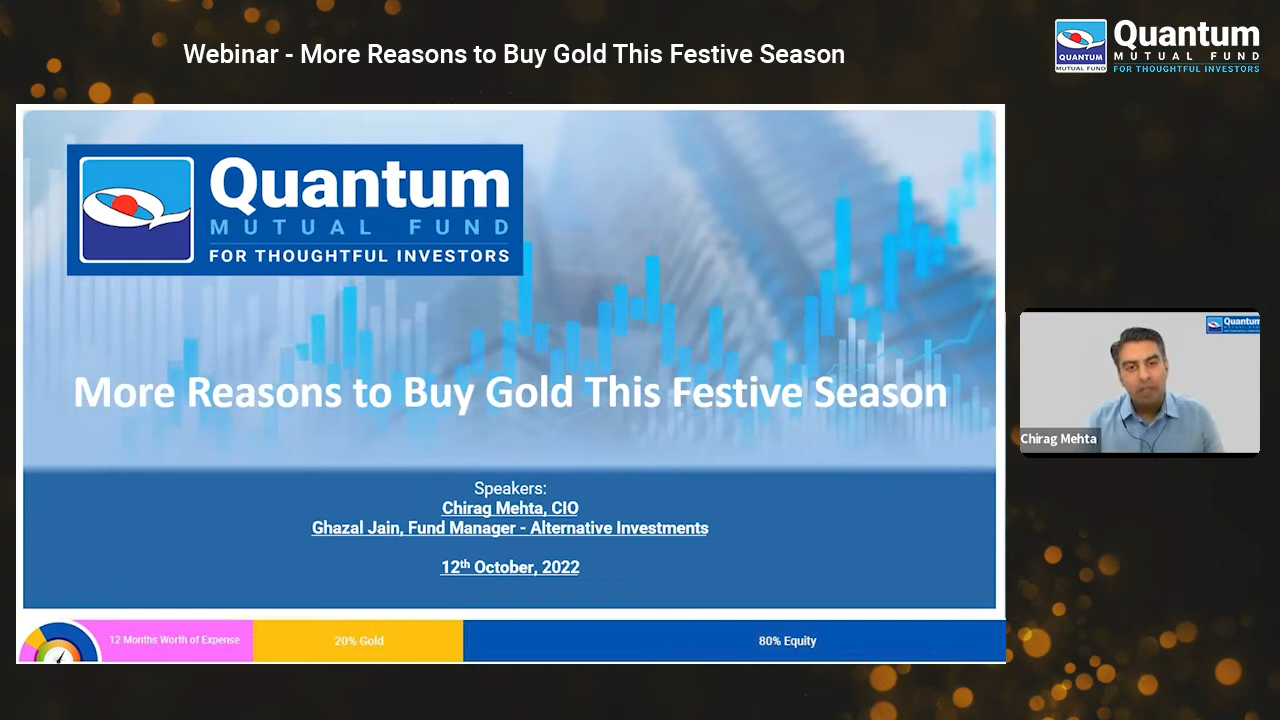 Webinar - More Reasons to Buy Gold This Festive Season
QUANTUM
MUTUAL FUND
Quantum
MUTUAL FUND
FOR THOUGHTFUL INVESTORS
Quantum
MUTUAL FUND
FOR THOUGHTFUL INVESTORS
More Reasons to Buy Gold This Festive Season
Speakers:
Chirag Mehta, CIO
Ghazal Jain, Fund Manager - Alternative Investments
12th October, 2022
Quantum
Chirag Mehta
12 Months Worth of Expense
20% Gold
80% Equity